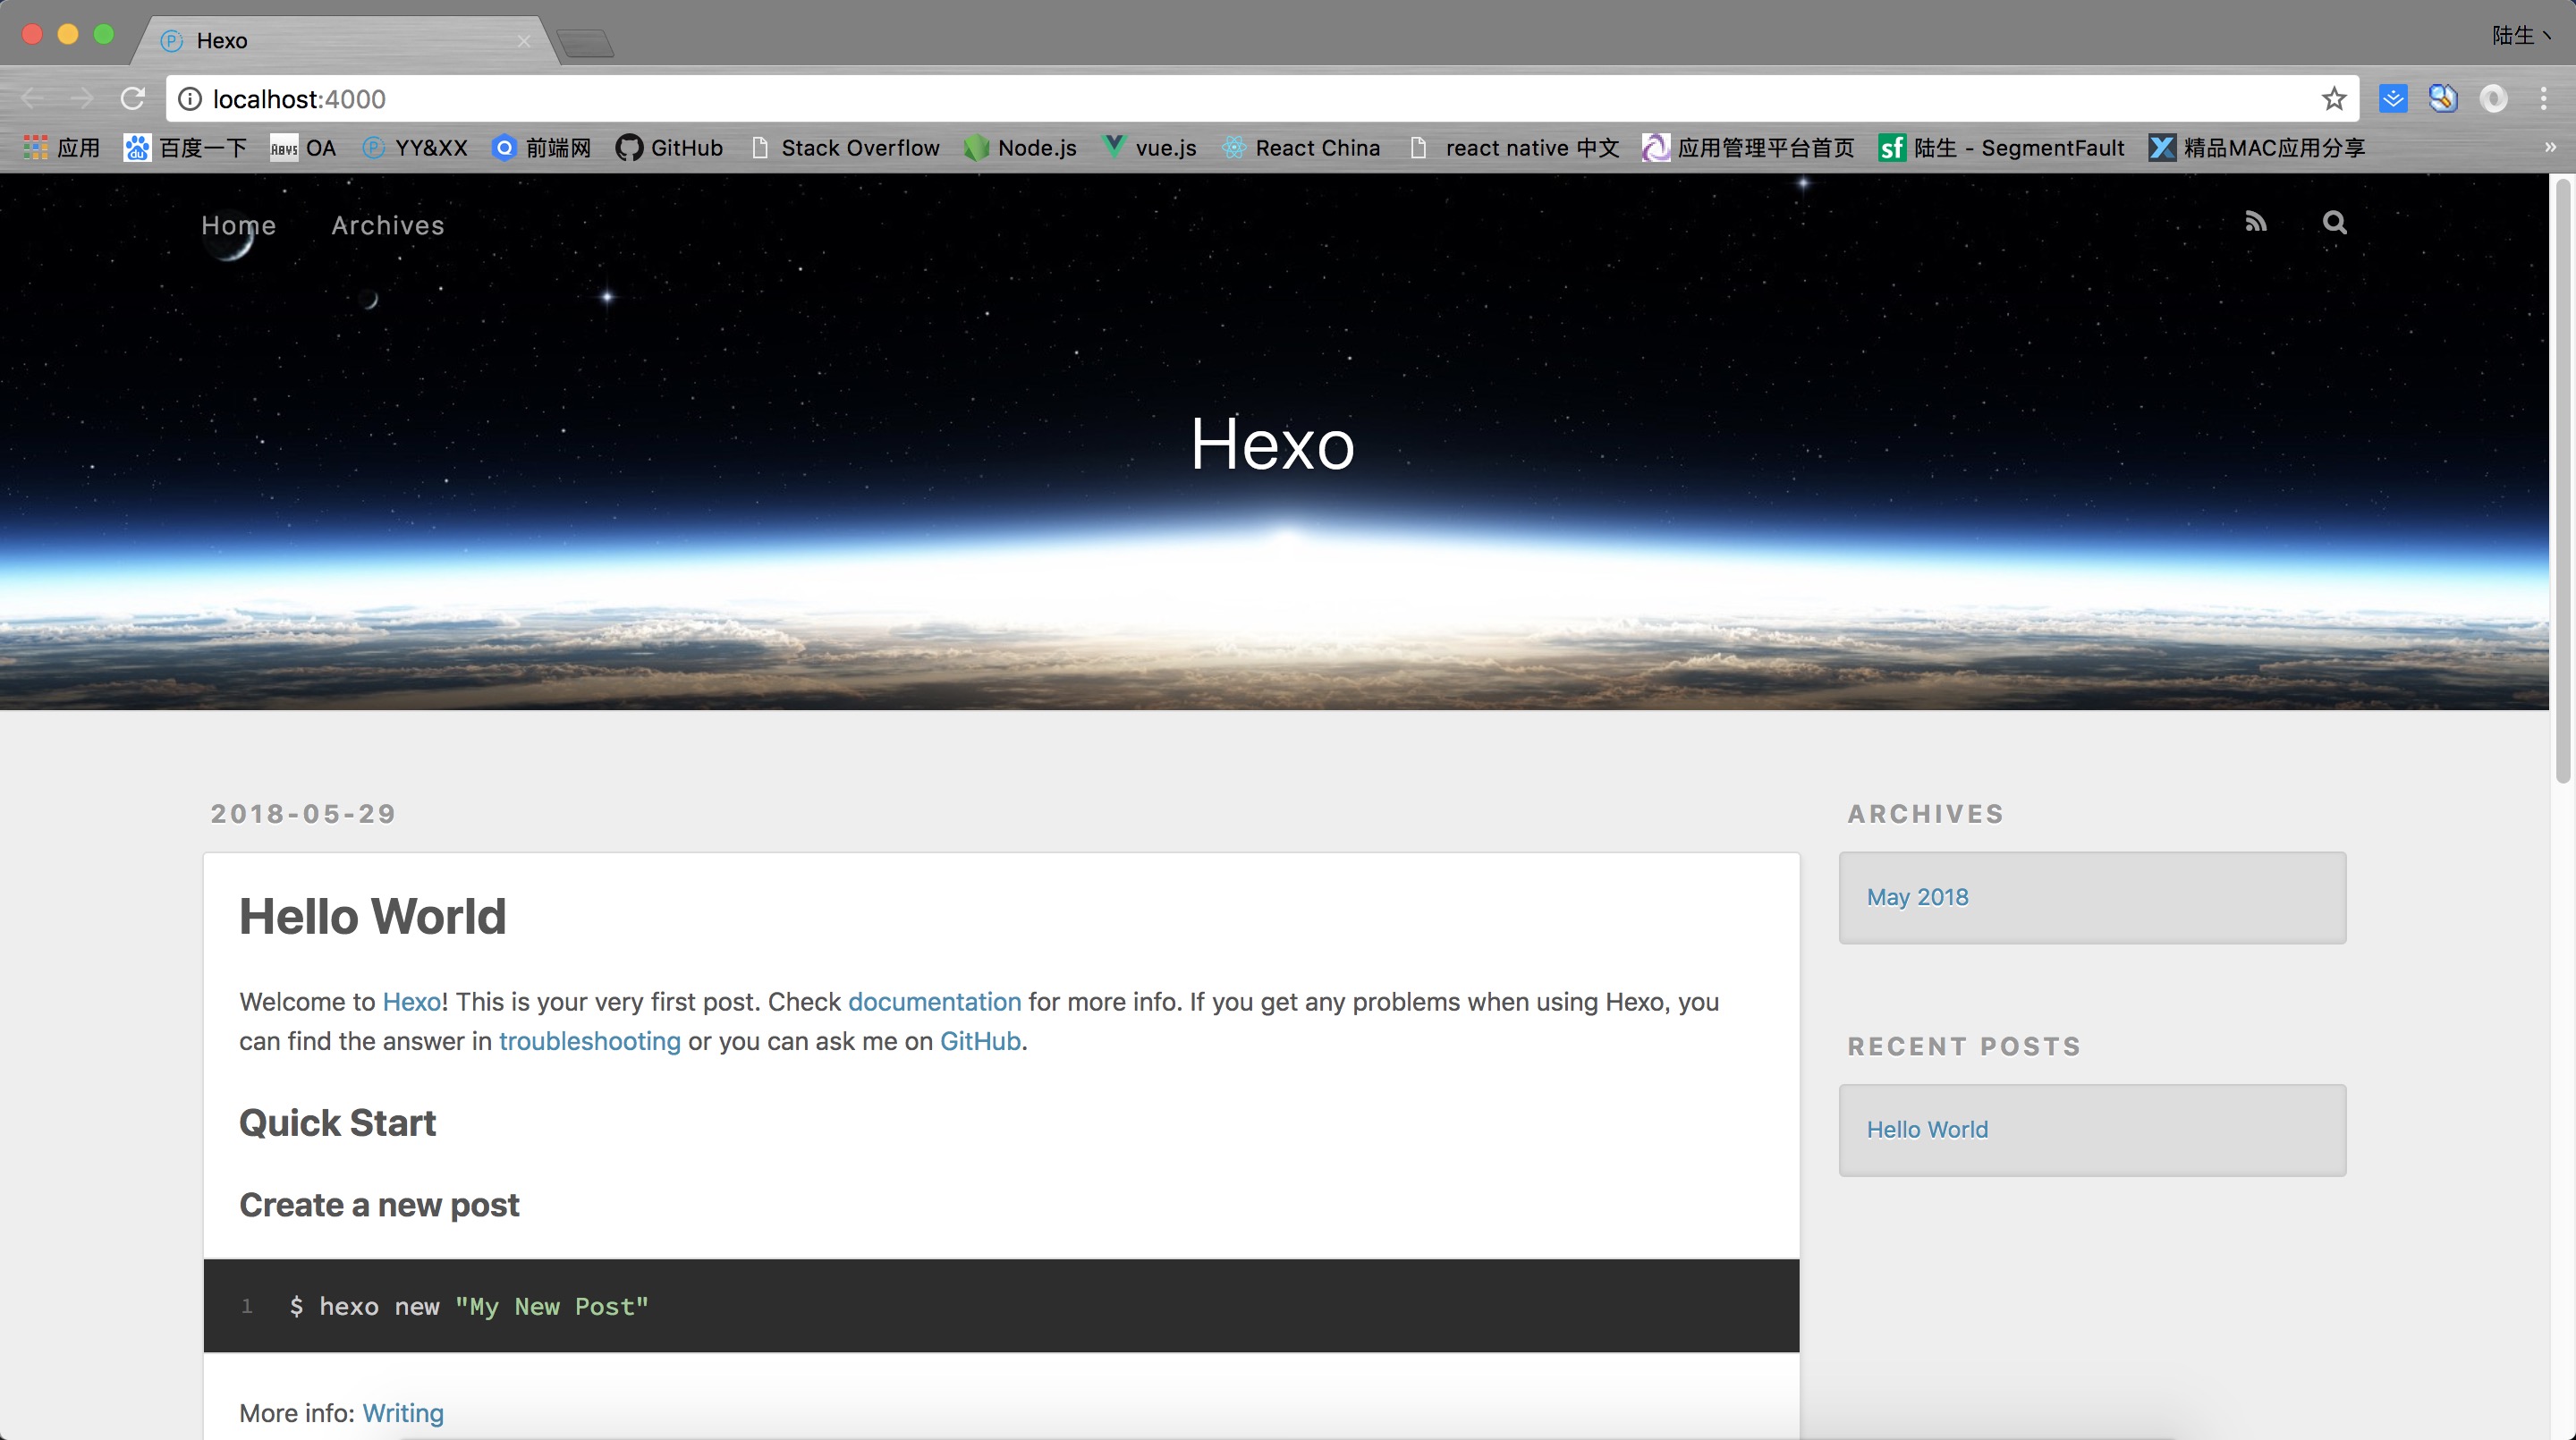 Hexo
陆生丶
localhost:4000
应用 百度一下 OA YY&XX 前端网 GitHub Stack Overflow Node.js vue.js React China react native 中文 应用管理平台首页 sf 陆生 - SegmentFault 精品MAC应用分享 »
Home Archives
Hexo
2018-05-29
ARCHIVES
Hello World
May 2018
Welcome to Hexo! This is your very first post. Check documentation for more info. If you get any problems when using Hexo, you
can find the answer in troubleshooting or you can ask me on GitHub.
RECENT POSTS
Quick Start
Hello World
Create a new post
1 $ hexo new "My New Post"
More info: Writing